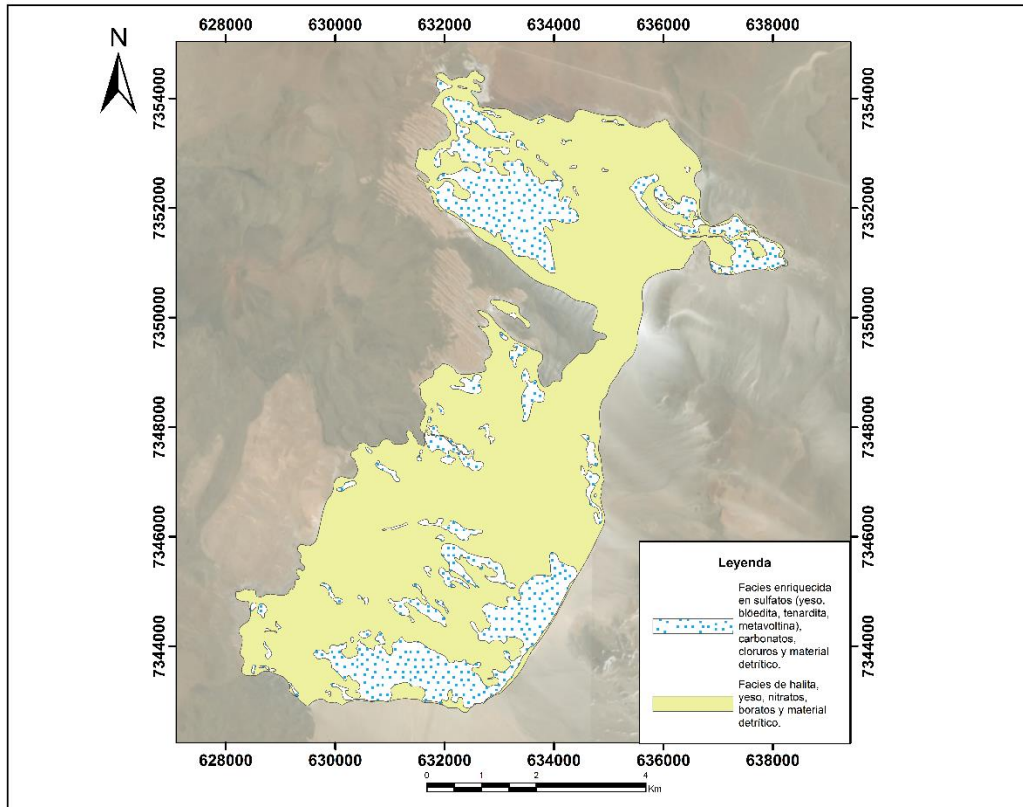 628000 630000 632000 634000 636000 638000
N
7354000 7354000
7352000 7352000
7350000 7350000
7348000 7348000
7346000 7346000
7344000 7344000
Leyenda
Facies enriquecida
en sulfatos (yeso.
blöedita, tenardita,
metavoltina),
carbonatos,
cloruros y material
detrítico.
Facies de halita,
yeso, nitratos,
boratos y material
detrítico.
628000 630000 632000 634000 636000 638000
0 1 2 4
Km